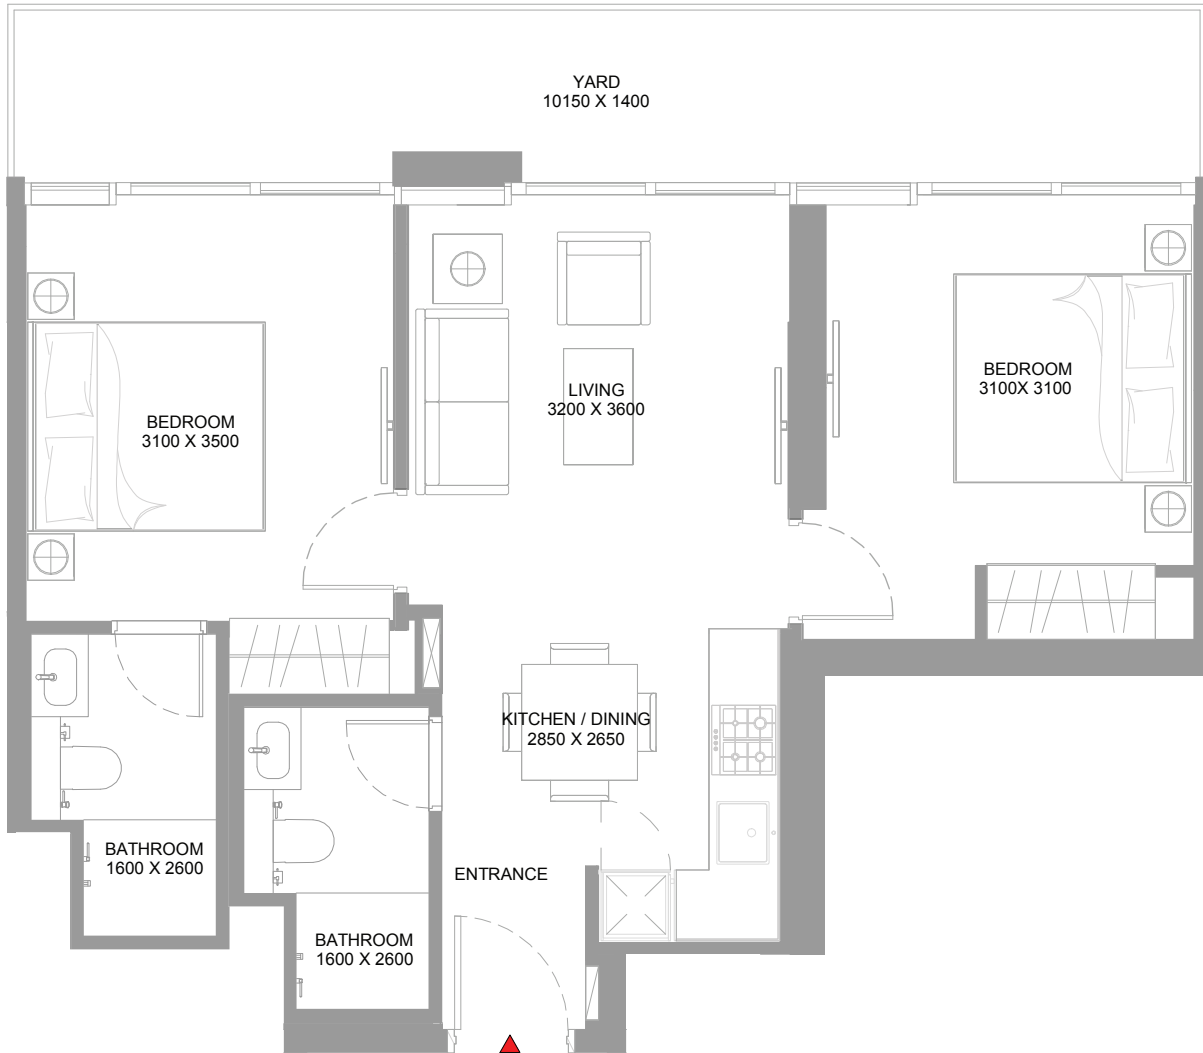 YARD
10150 X 1400
BEDROOM
3100 X 3500
LIVING
3200 X 3600
BEDROOM
3100X 3100
KITCHEN / DINING
2850 X 2650
BATHROOM
1600 X 2600
ENTRANCE
BATHROOM
1600 X 2600